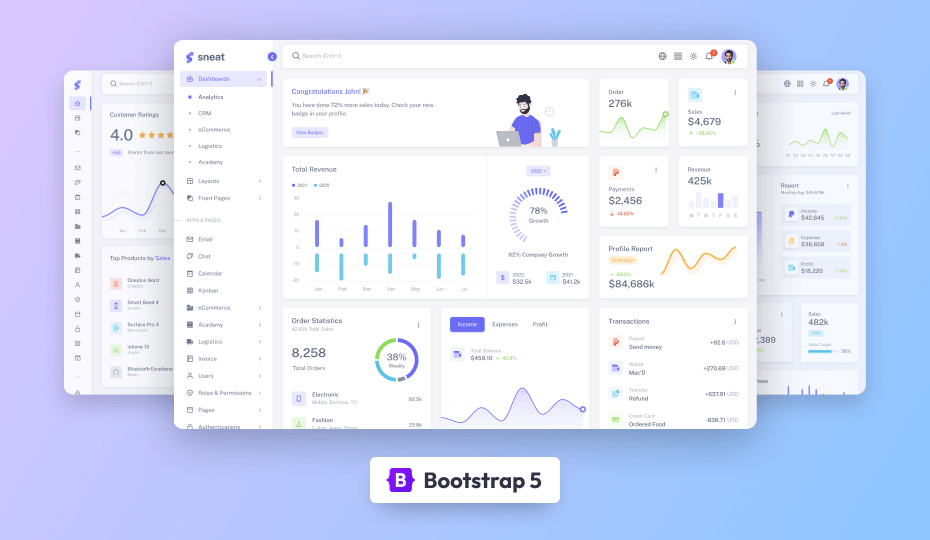 sneat
Dashboards
Analytics
CRM
eCommerce
Logistics
Academy
Layouts
Front Pages
APPS & PAGES
Email
Chat
Calendar
Kanban
eCommerce
Academy
Logistics
Invoice
Users
Roles & Permissions
Pages
Authentications
Search (Ctrl+/)
Congratulations John!
You have done 72% more sales today. Check your new
badge in your profile.
View Badges
Order
276k
Sales
$4,679
+28.42%
Total Revenue
2021
2020
Jan Feb Mar Apr May Jun Jul
2022
78%
Growth
62% Company Growth
2022
$32.5k
2021
$41.2k
Payments
$2,456
-14.82%
Revenue
425k
M T W T F S S
Profile Report
YEAR 2021
$84,686k
Order Statistics
42.82k Total Sales
8,258
Total Orders
38%
Weekly
Electronic
Mobile, Earbuds, TV
82.5k
Fashion
23.8k
Income
Expenses
Profit
Total Balance
$459.10
42.9%
Transactions
Paypal
Send money
+82.6 USD
Wallet
Mac'D
+270.69 USD
Transfer
Refund
+637.91 USD
Credit Card
Ordered Food
-838.71 USD
Search (Ctrl+/)
Customer Ratings
4.0
+5.0
Points from last mon
Jan Feb Mar
Top Products by Sales
Oneplus Nord
Oneplus
Smart Band 4
Xiaomi
Surface Pro X
Microsoft
iphone 13
Apple
Bluetooth Earphone
Beats
Last Week
Report
Income
$42,845
Expense
$38,658
Profit
$18,220
2,389
Sales
482k
Sales Target
78%
Bootstrap 5